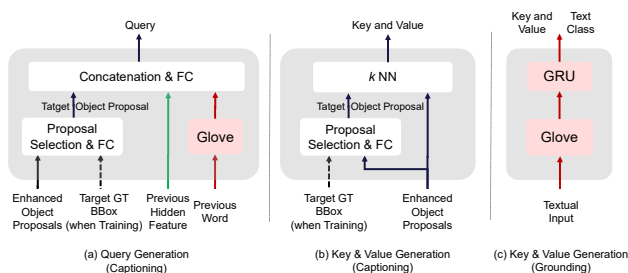 Query
Concatenation & FC
Tatget Object Proposal
Proposal
Selection & FC
Glove
Enhanced
Object
Proposals
Target GT
BBox
(when Training)
Previous
Hidden
Feature
Previous
Word
(a) Query Generation
(Captioning)
Key and Value
k NN
Tatget Object Proposal
Proposal
Selection & FC
Target GT
BBox
(when Training)
Enhanced
Object
Proposals
(b) Key & Value Generation
(Captioning)
Key and
Value
Text
Class
GRU
Glove
Textual
Input
(c) Key & Value Generation
(Grounding)